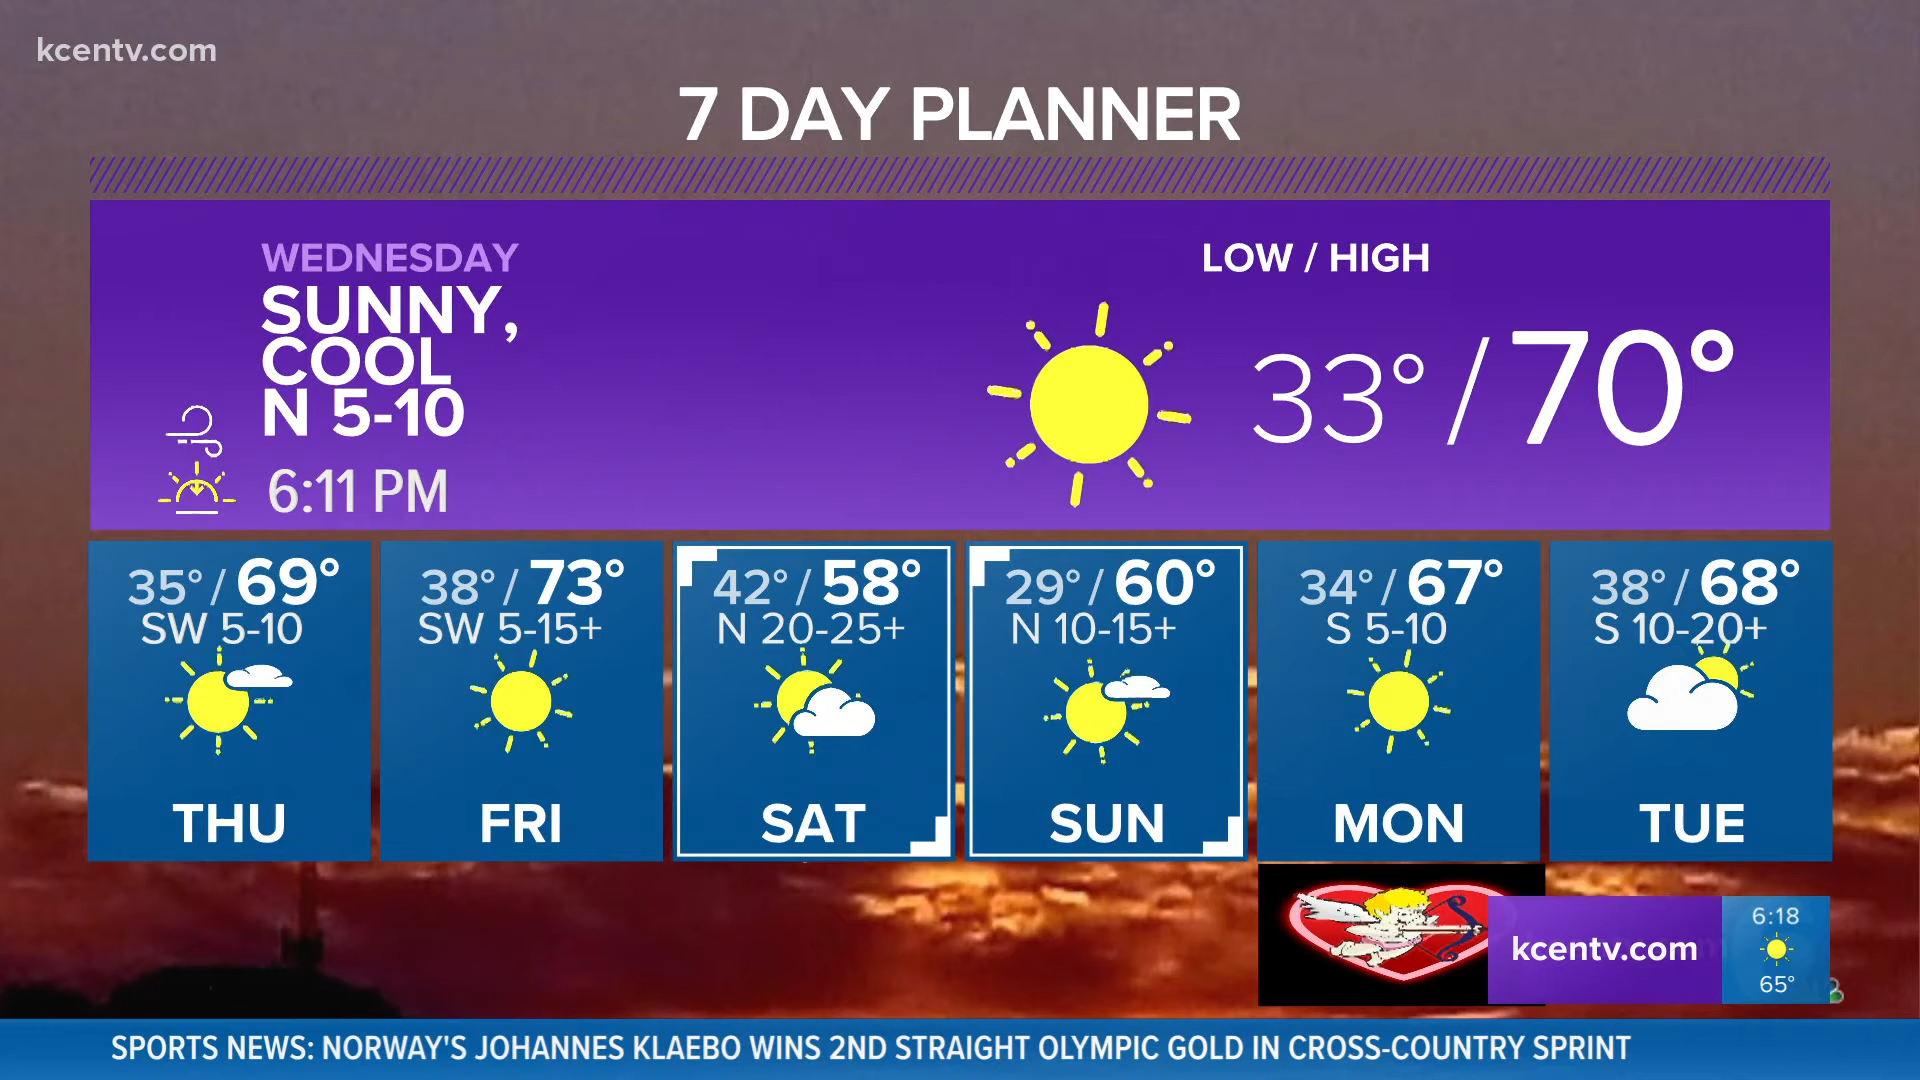 kcentv.com
7 DAY PLANNER
WEDNESDAY
SUNNY,
COOL
N 5-10
6:11 PM
LOW / HIGH
33° / 70°
35° / 69°
SW 5-10
THU
38° / 73°
SW 5-15+
FRI
42° / 58°
N 20-25+
SAT
29° / 60°
N 10-15+
SUN
34° / 67°
S 5-10
MON
38° / 68°
S 10-20+
TUE
kcentv.com
6:18
65°
SPORTS NEWS: NORWAY'S JOHANNES KLAEBO WINS 2ND STRAIGHT OLYMPIC GOLD IN CROSS-COUNTRY SPRINT